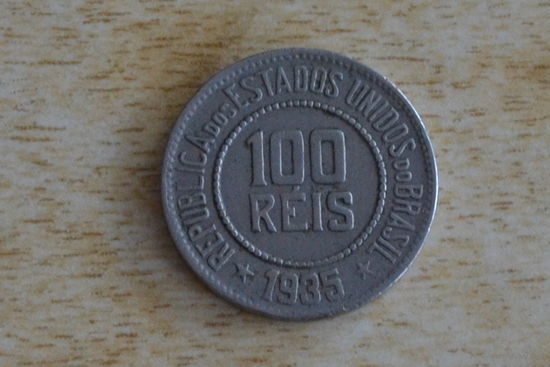 REPUBLICA DOS ESTADOS UNIDOS DO BRASIL
100
RÉIS
1935